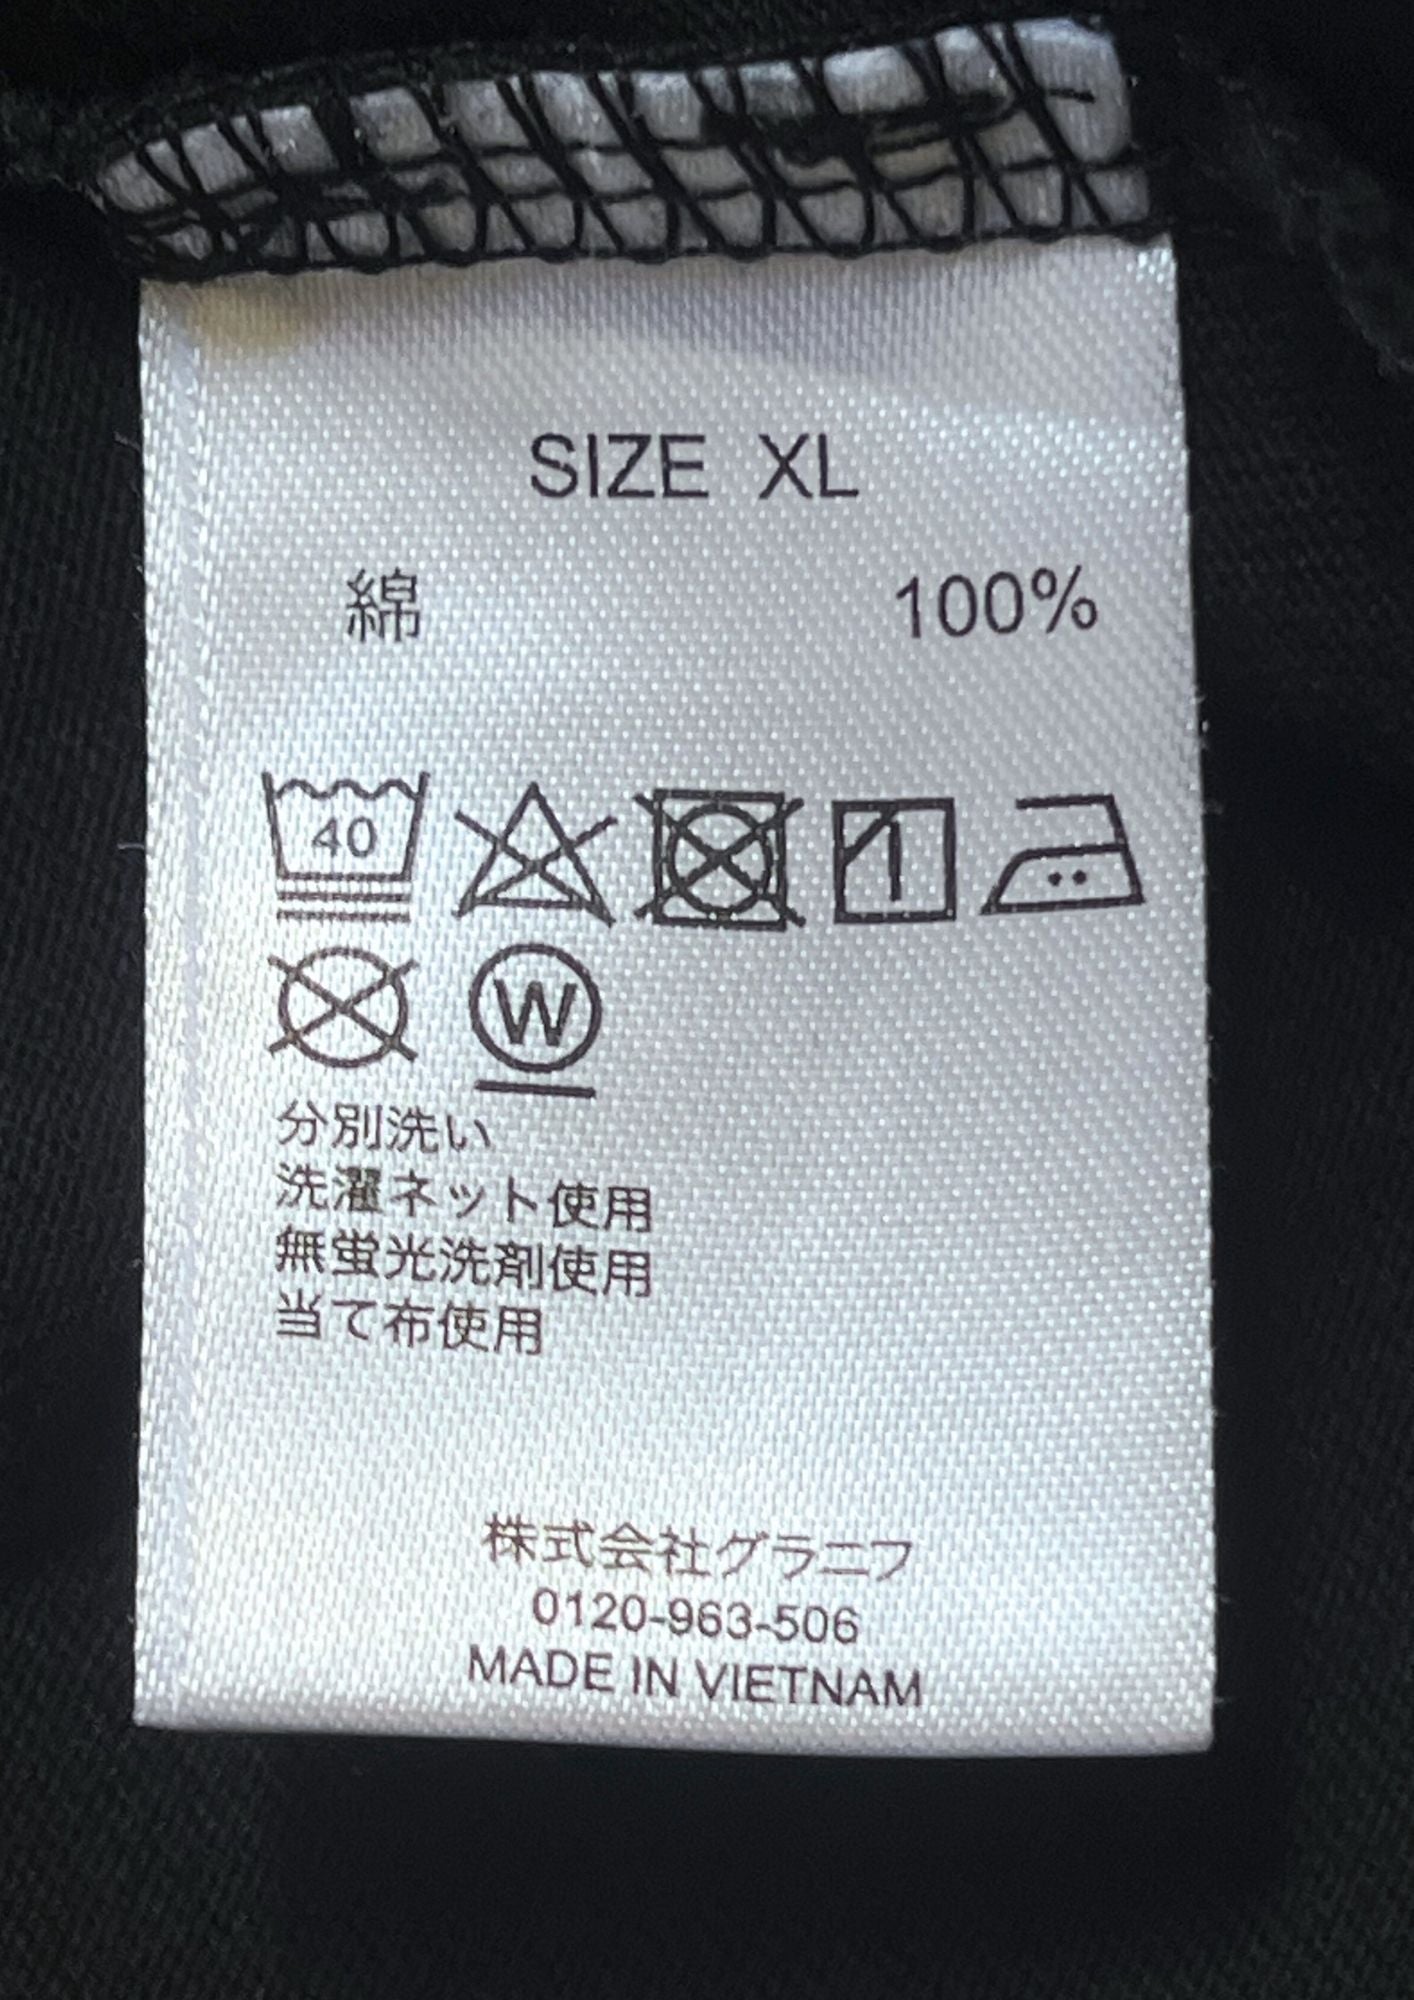 SIZE XL
綿 100%
40
W
分別洗い
洗濯ネット使用
無蛍光洗剤使用
当て布使用
株式会社グラニフ
0120-963-506
MADE IN VIETNAM